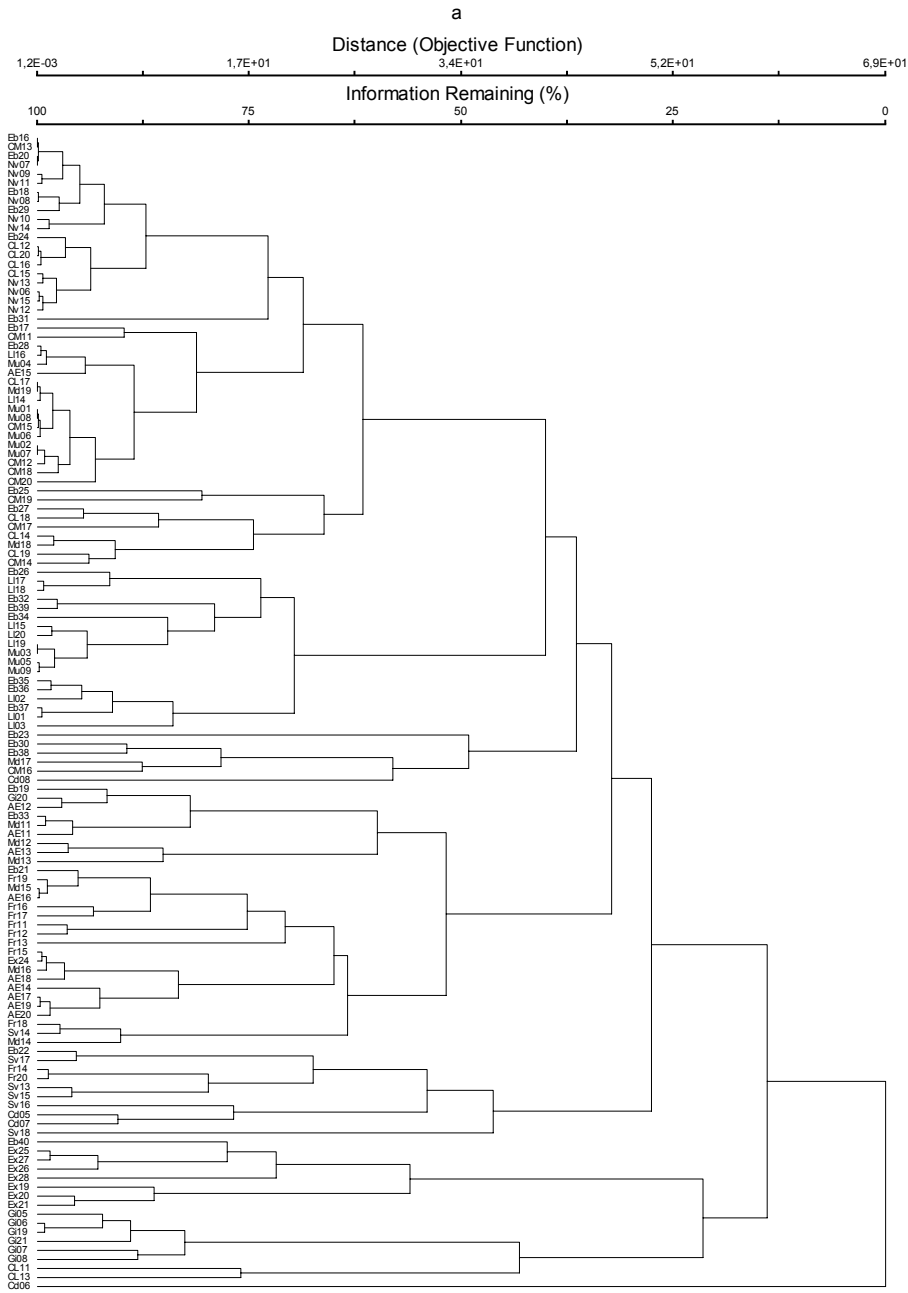 a
Distance (Objective Function)
1,2E-03 1,7E+01 3,4E+01 5,2E+01 6,9E+01
Information Remaining (%)
100 75 50 25 0
Eb16
CM13
Eb20
Nv07
Nv09
Nv11
Eb18
Nv08
Eb29
Nv10
Nv14
Eb24
CL12
CL20
CL16
CL15
Nv13
Nv06
Nv15
Nv12
Eb31
Eb17
CM11
Eb28
Ll16
Mu04
AE15
CL17
Md19
Ll14
Mu01
Mu08
CM15
Mu06
Mu02
Mu07
CM12
CM18
CM20
Eb25
CM19
Eb27
CL18
CM17
CL14
Md18
CL19
CM14
Eb26
Ll17
Ll18
Eb32
Eb39
Eb34
Ll15
Ll20
Ll19
Mu03
Mu05
Mu09
Eb35
Eb36
Ll02
Eb37
Ll01
Ll03
Eb23
Eb30
Eb38
Md17
CM16
Cd08
Eb19
Gi20
AE12
Eb33
Md11
AE11
Md12
AE13
Md13
Eb21
Fr19
Md15
AE16
Fr16
Fr17
Fr11
Fr12
Fr13
Fr15
Ex24
Md16
AE18
AE14
AE17
AE19
AE20
Fr18
Sv14
Md14
Eb22
Sv17
Fr14
Fr20
Sv13
Sv15
Sv16
Cd05
Cd07
Sv18
Eb40
Ex25
Ex27
Ex26
Ex28
Ex19
Ex20
Ex21
Gi05
Gi06
Gi19
Gi21
Gi07
Gi08
CL11
CL13
Cd06